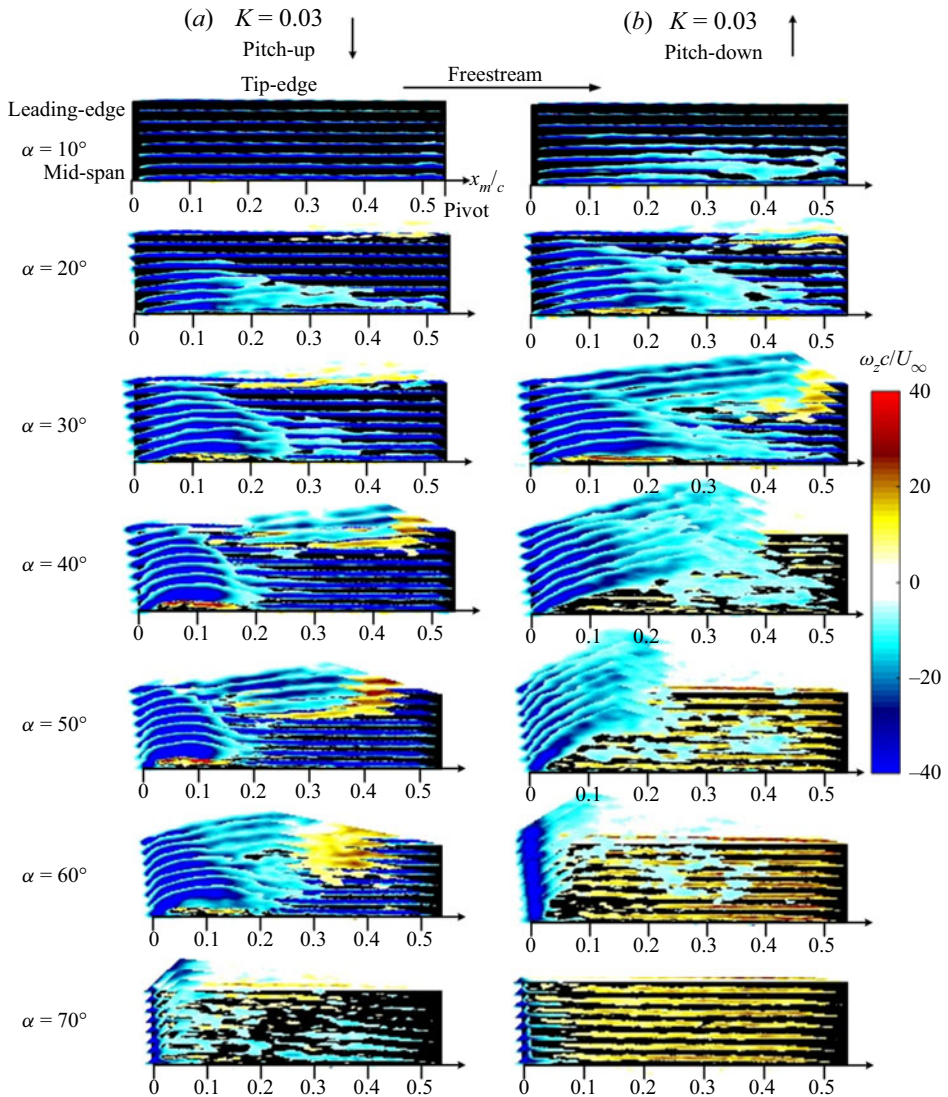 (a) K = 0.03
Pitch-up
(b) K = 0.03
Pitch-down
Tip-edge
Freestream
Leading-edge
α = 10°
Mid-span
x_m/c
0 0.1 0.2 0.3 0.4 0.5
Pivot
0 0.1 0.2 0.3 0.4 0.5
α = 20°
0 0.1 0.2 0.3 0.4 0.5
0 0.1 0.2 0.3 0.4 0.5
α = 30°
0 0.1 0.2 0.3 0.4 0.5
0 0.1 0.2 0.3 0.4 0.5
α = 40°
0 0.1 0.2 0.3 0.4 0.5
0 0.1 0.2 0.3 0.4 0.5
α = 50°
0 0.1 0.2 0.3 0.4 0.5
0 0.1 0.2 0.3 0.4 0.5
α = 60°
0 0.1 0.2 0.3 0.4 0.5
0 0.1 0.2 0.3 0.4 0.5
α = 70°
0 0.1 0.2 0.3 0.4 0.5
0 0.1 0.2 0.3 0.4 0.5
ω_z c/U_∞
40
20
0
–20
–40